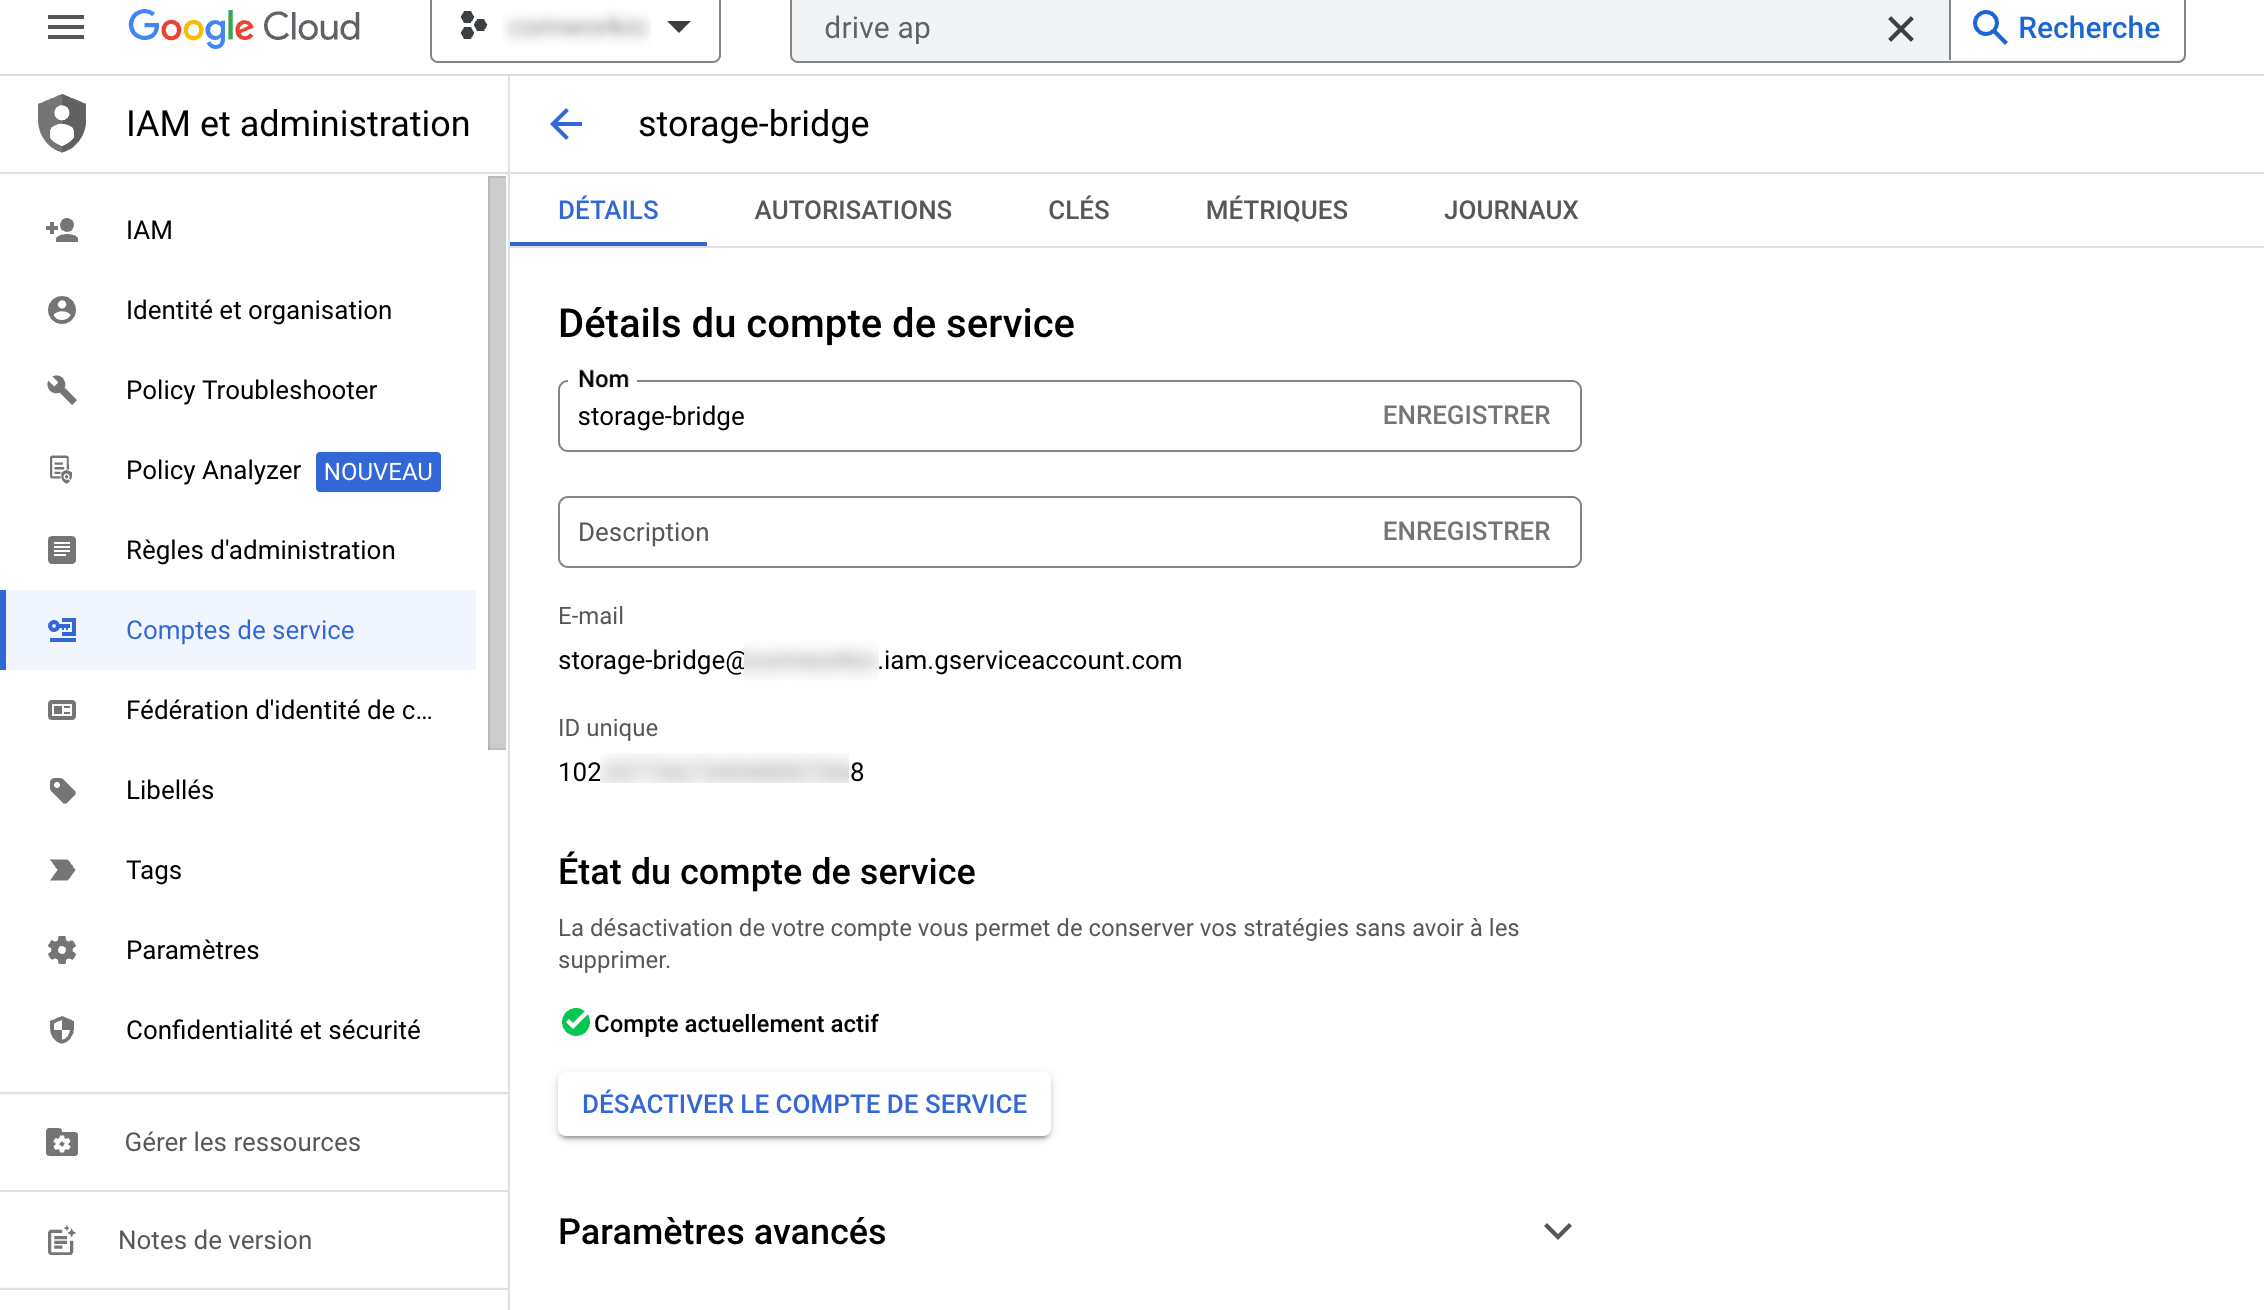 Google Cloud
drive ap
Recherche
IAM et administration
storage-bridge
IAM
Identité et organisation
Policy Troubleshooter
Policy Analyzer NOUVEAU
Règles d'administration
Comptes de service
Fédération d'identité de c...
Libellés
Tags
Paramètres
Confidentialité et sécurité
Gérer les ressources
Notes de version
DÉTAILS AUTORISATIONS CLÉS MÉTRIQUES JOURNAUX
Détails du compte de service
Nom
storage-bridge ENREGISTRER
Description ENREGISTRER
E-mail
storage-bridge@ .iam.gserviceaccount.com
ID unique
102 8
État du compte de service
La désactivation de votre compte vous permet de conserver vos stratégies sans avoir à les
supprimer.
Compte actuellement actif
DÉSACTIVER LE COMPTE DE SERVICE
Paramètres avancés